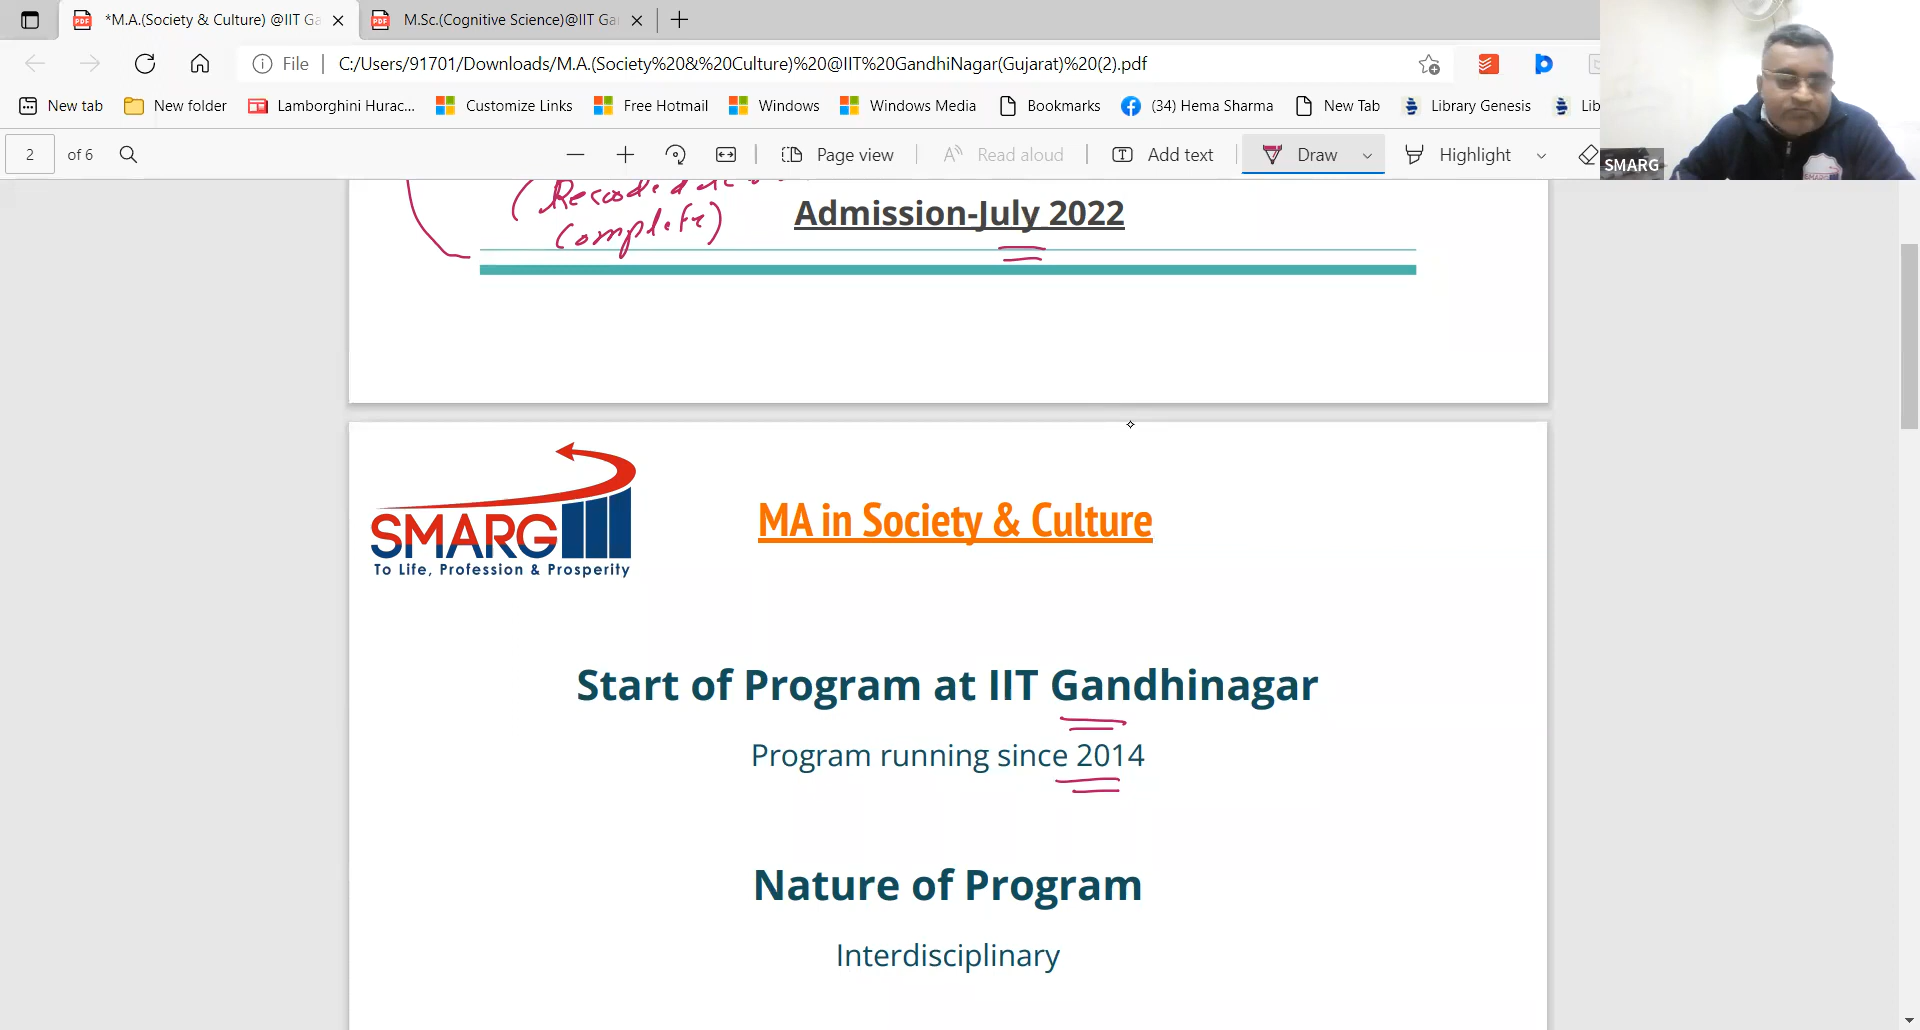 *M.A.(Society & Culture) @IIT Ga
M.Sc.(Cognitive Science)@IIT Ga
File
C:/Users/91701/Downloads/M.A.(Society%20&%20Culture)%20@IIT%20GandhiNagar(Gujarat)%20(2).pdf
New tab
New folder
Lamborghini Hurac...
Customize Links
Free Hotmail
Windows
Windows Media
Bookmarks
(34) Hema Sharma
New Tab
Library Genesis
Lib
2
of 6
Page view
Read aloud
Add text
Draw
Highlight
SMARG
complete)
Admission-July 2022
SMARG
To Life, Profession & Prosperity
MA in Society & Culture
Start of Program at IIT Gandhinagar
Program running since 2014
Nature of Program
Interdisciplinary